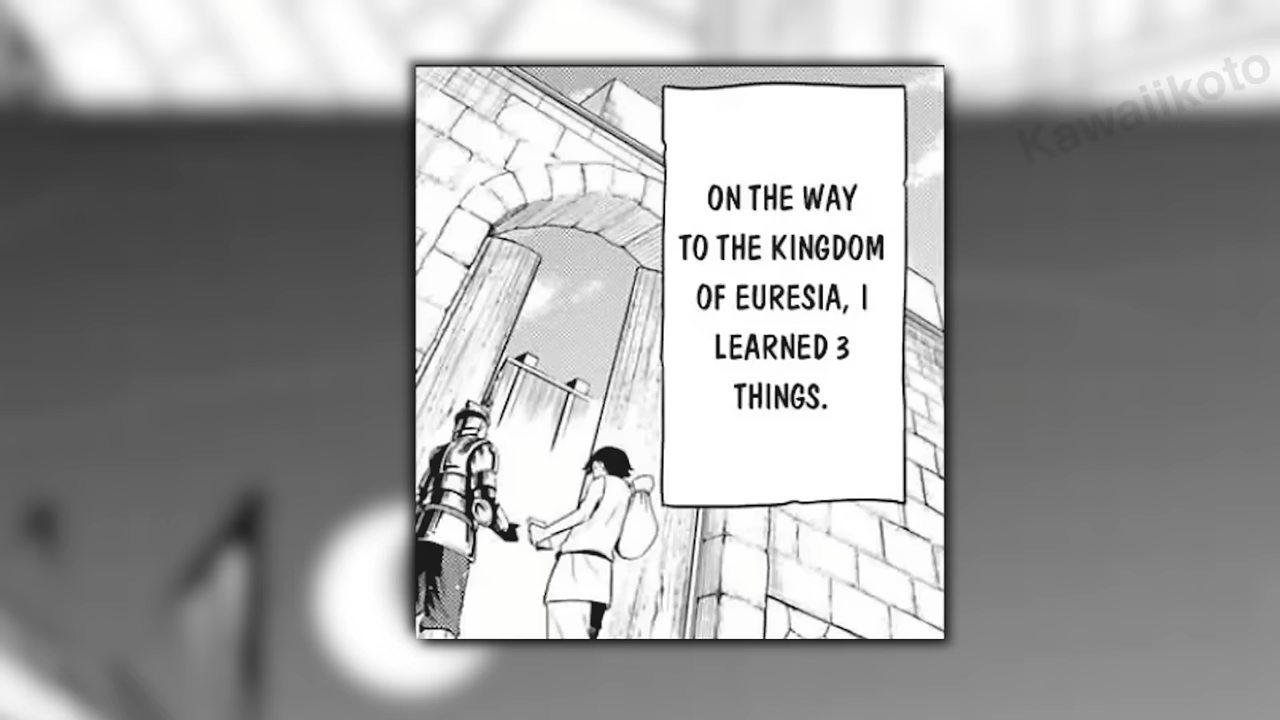 Kawaiikoto
ON THE WAY
TO THE KINGDOM
OF EURESIA, I
LEARNED 3
THINGS.